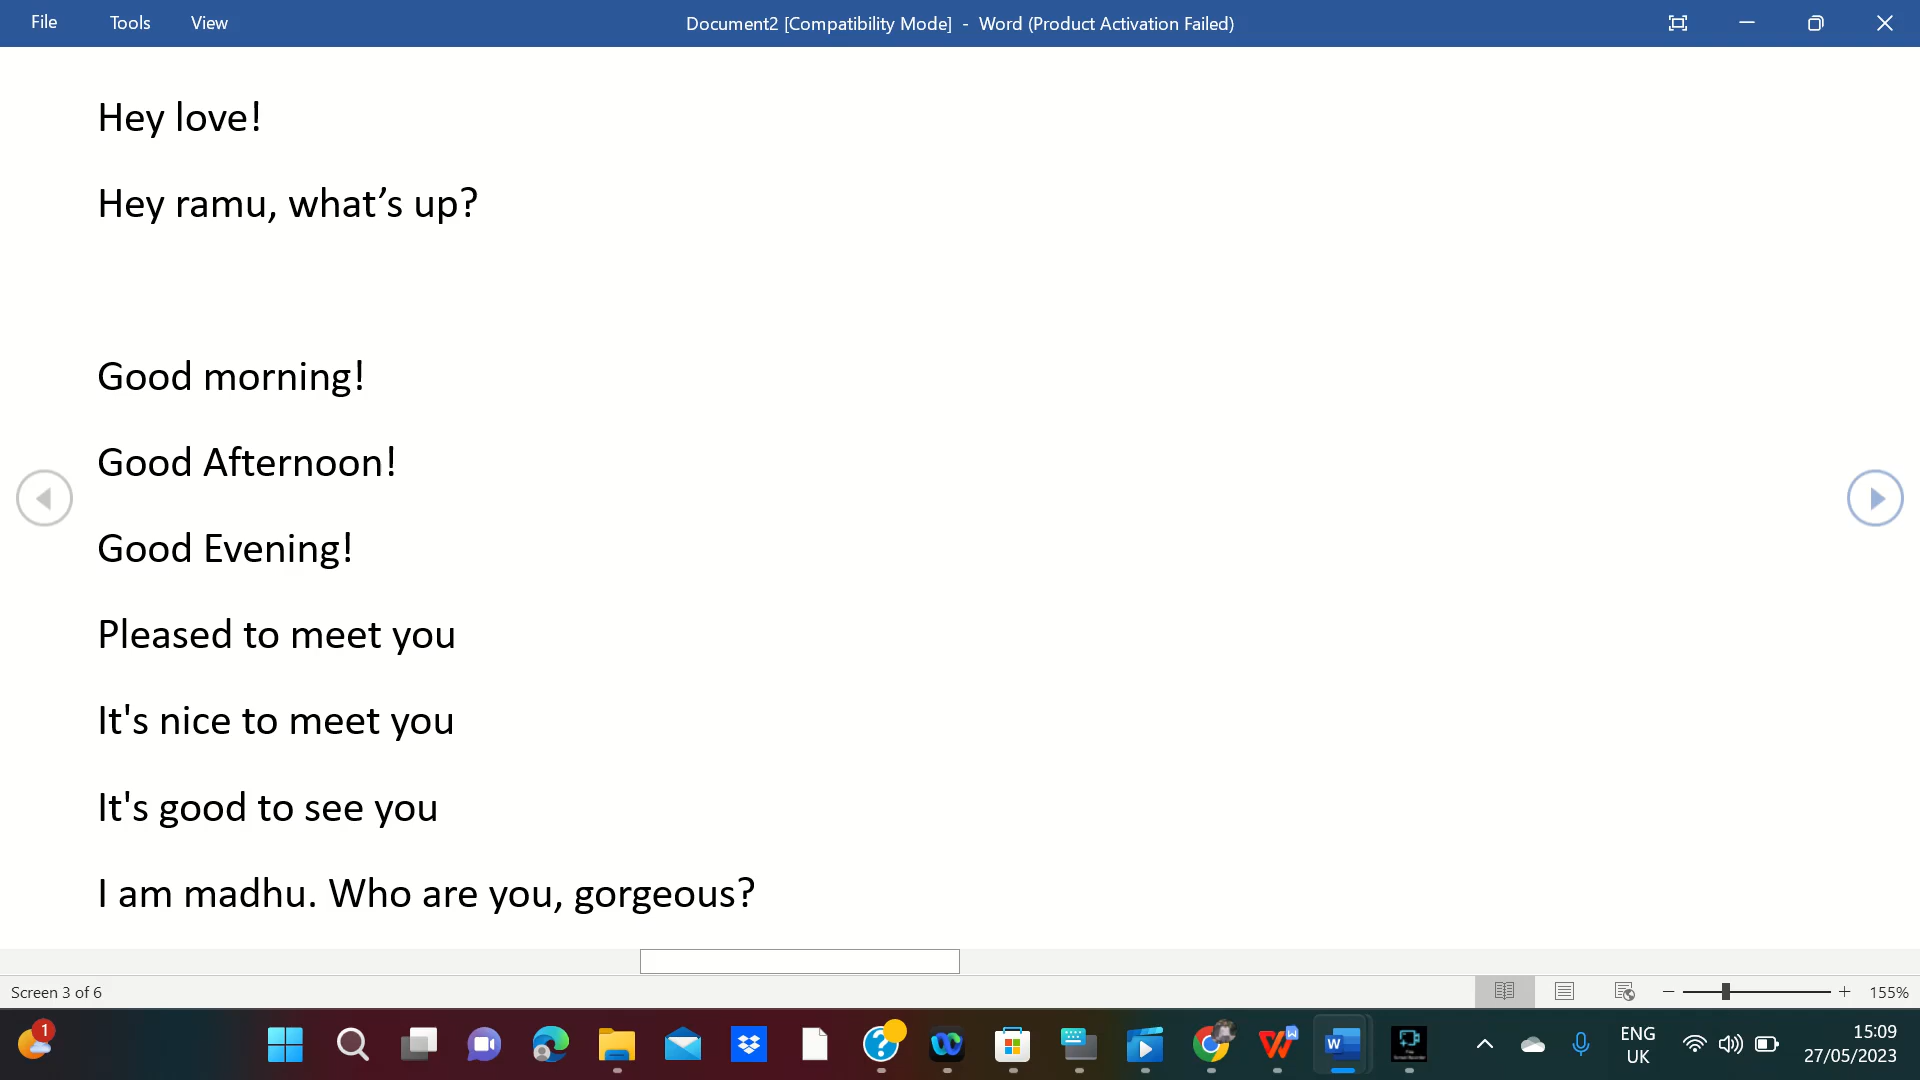 File Tools View Document2 [Compatibility Mode] - Word (Product Activation Failed)
Hey love!
Hey ramu, what’s up?
Good morning!
Good Afternoon!
Good Evening!
Pleased to meet you
It's nice to meet you
It's good to see you
I am madhu. Who are you, gorgeous?
Screen 3 of 6 155%
1
ENG
UK
15:09
27/05/2023